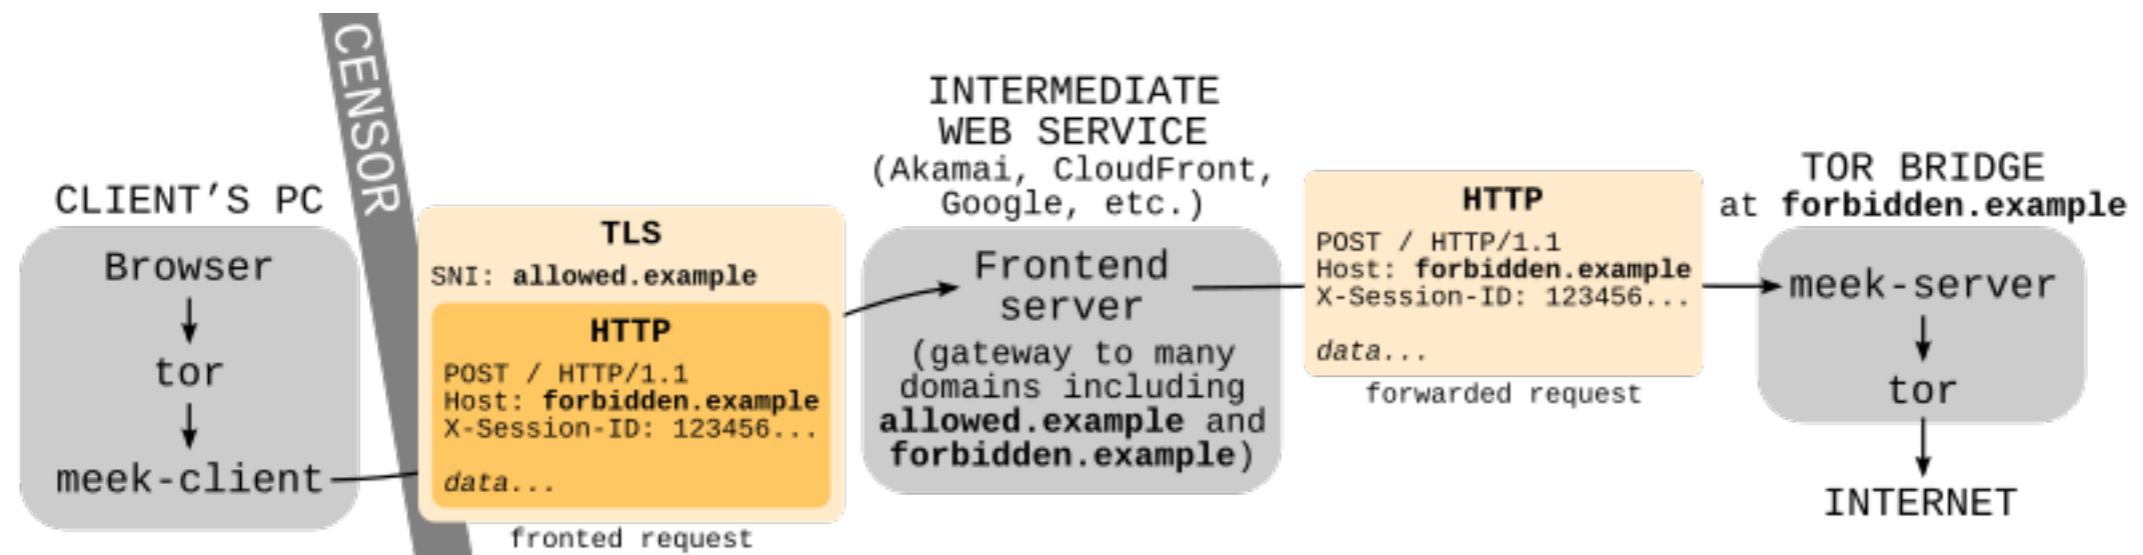 CENSOR
CLIENT’S PC
Browser
tor
meek-client
TLS
SNI: allowed.example
HTTP
POST / HTTP/1.1
Host: forbidden.example
X-Session-ID: 123456...
data...
fronted request
INTERMEDIATE
WEB SERVICE
(Akamai, CloudFront,
Google, etc.)
Frontend
server
(gateway to many
domains including
allowed.example and
forbidden.example)
HTTP
POST / HTTP/1.1
Host: forbidden.example
X-Session-ID: 123456...
data...
forwarded request
TOR BRIDGE
at forbidden.example
meek-server
tor
INTERNET